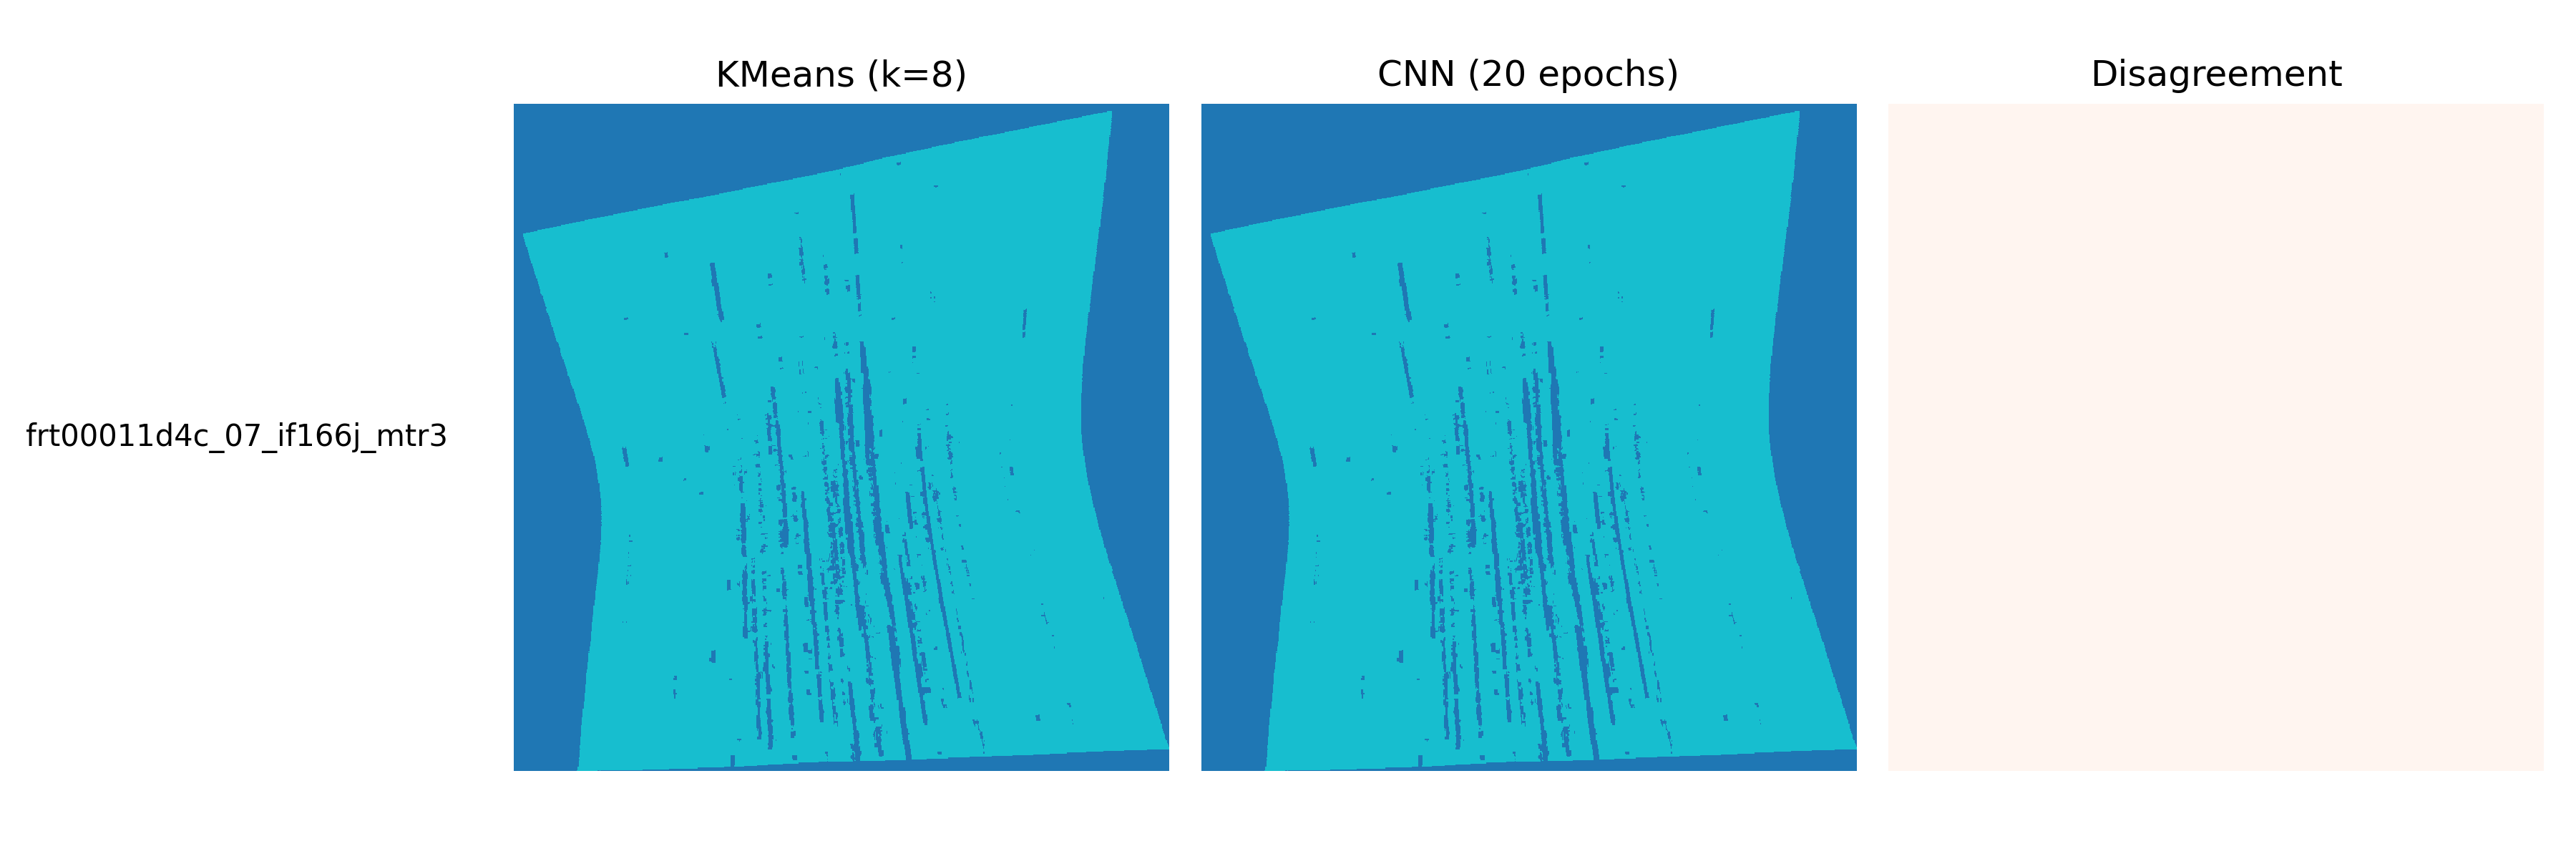 KMeans (k=8)
CNN (20 epochs)
Disagreement
frt00011d4c_07_if166j_mtr3